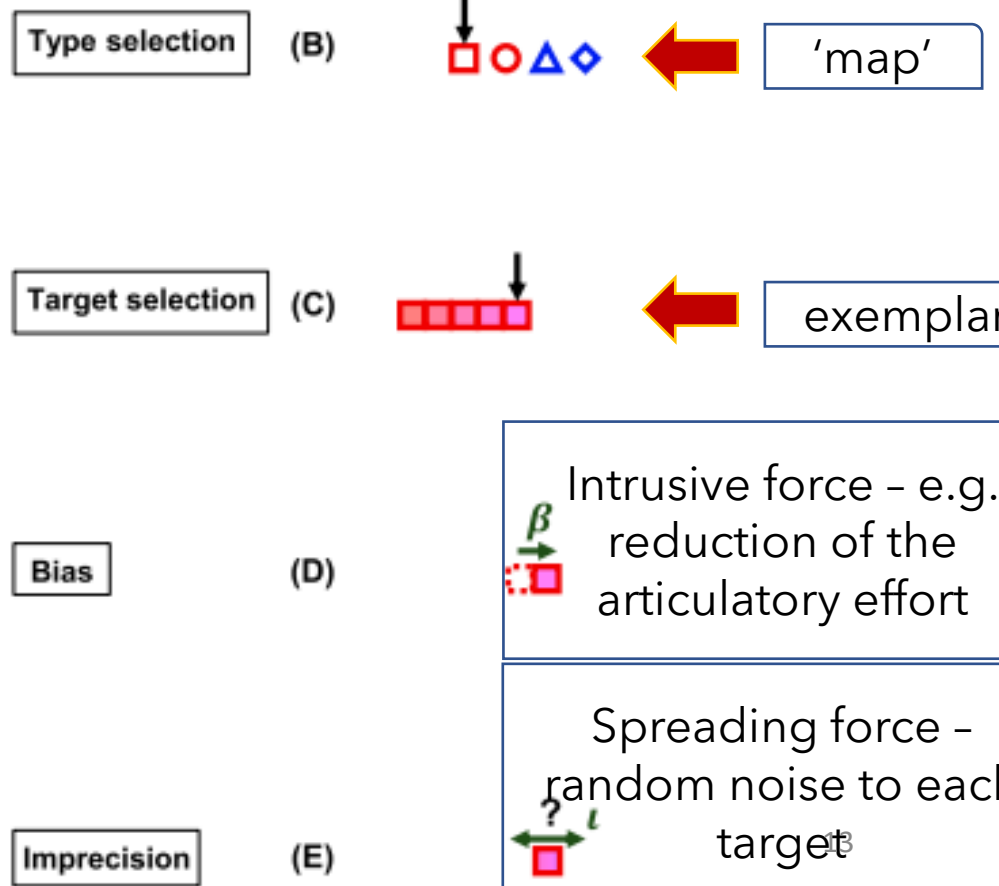 Type selection (B) 'map'
Target selection (C) exemplar
Intrusive force – e.g.
β
reduction of the
Bias (D)
articulatory effort
Spreading force –
random noise to each
? ι
target
13
Imprecision (E)